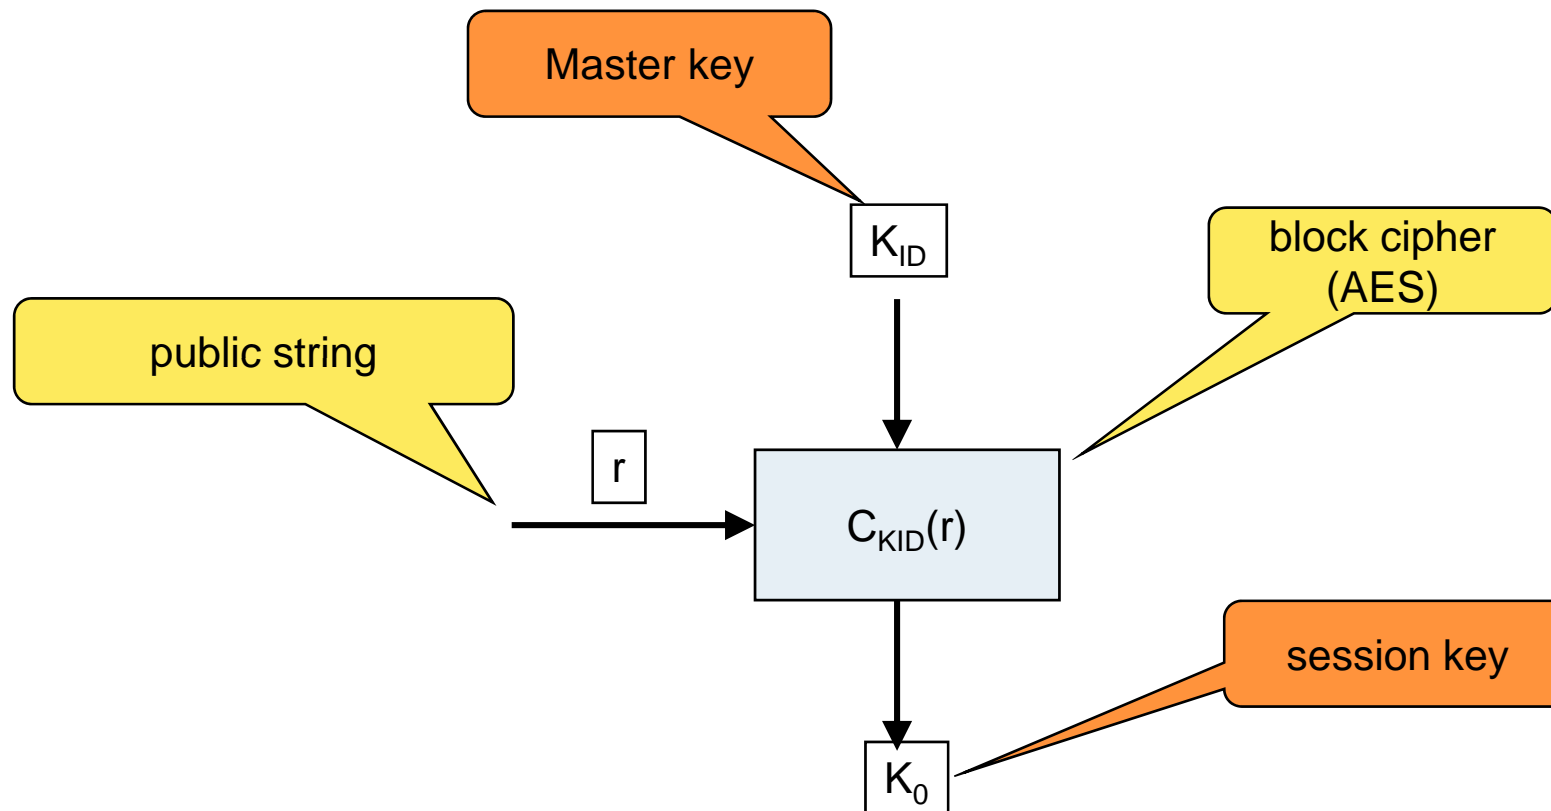 Master key
K_ID
block cipher
(AES)
public string
r
C_KID(r)
session key
K_0